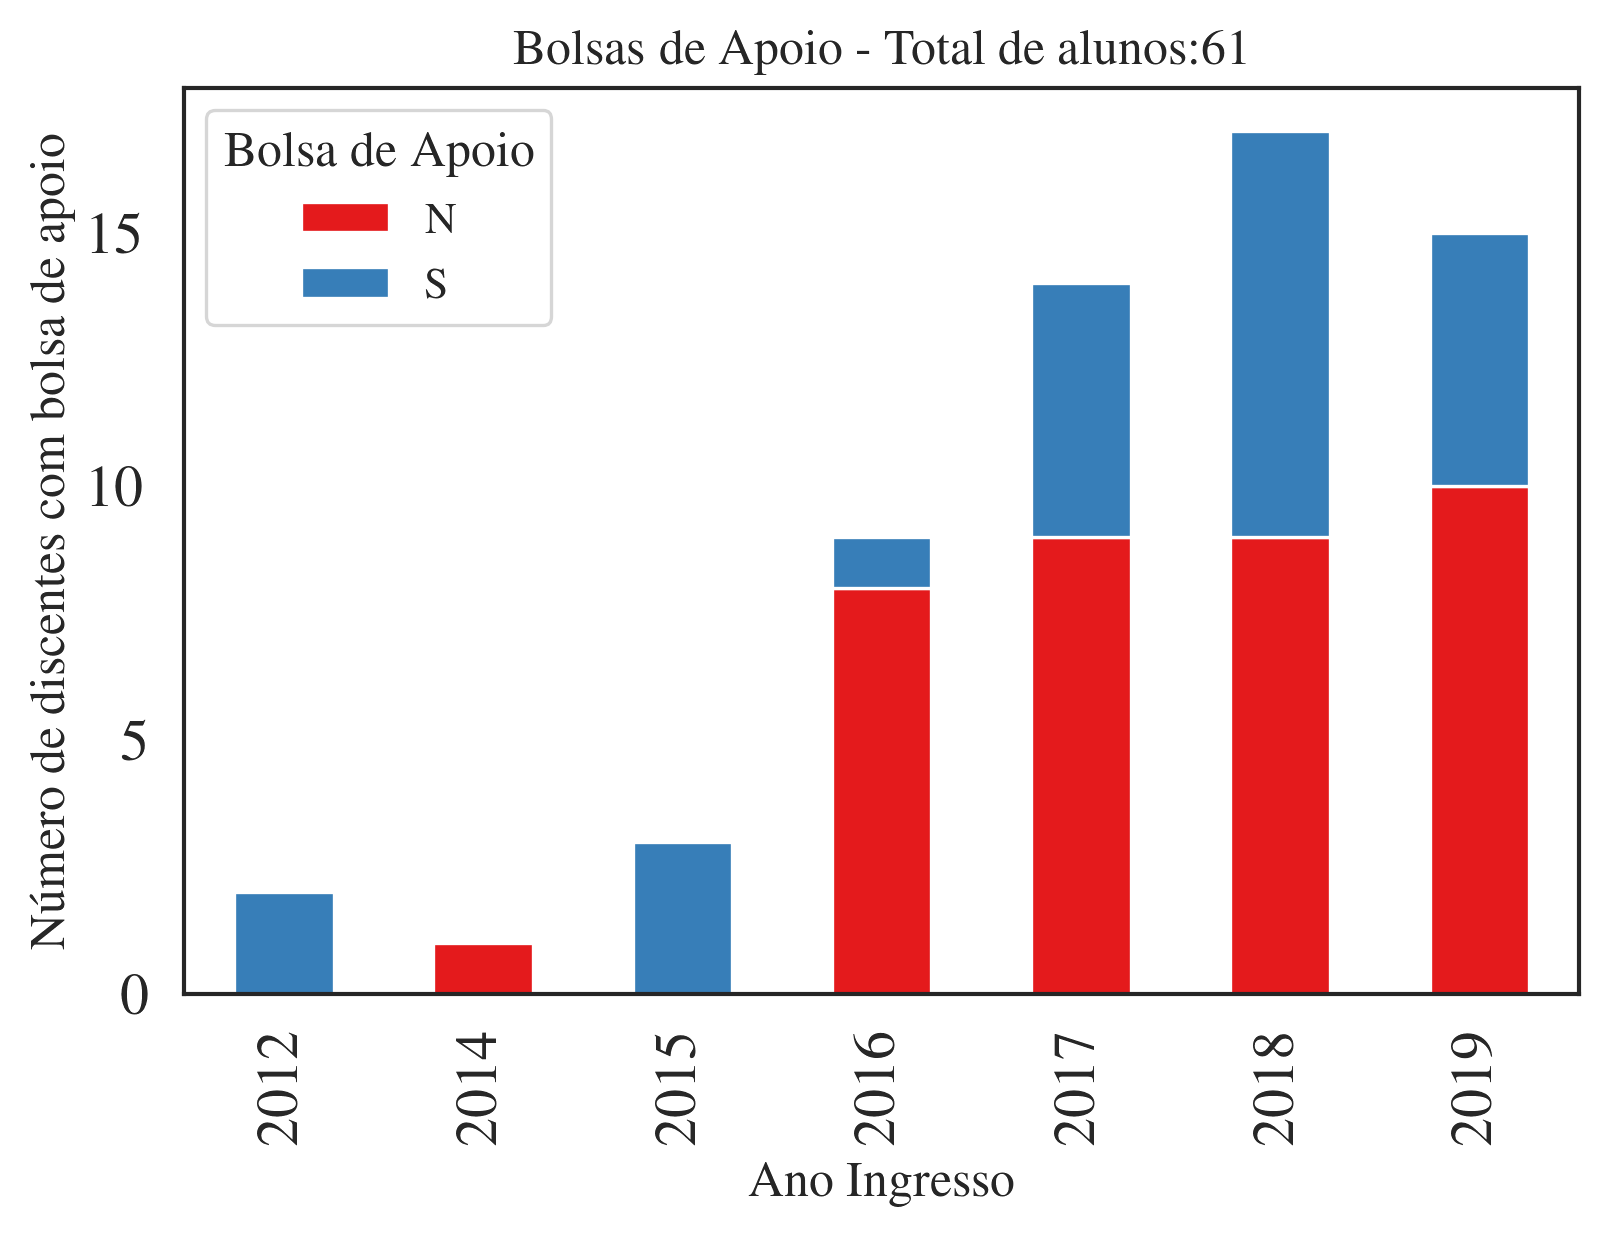 Bolsas de Apoio - Total de alunos:61
Bolsa de Apoio
N
S
Número de discentes com bolsa de apoio
15
10
5
0
2012
2014
2015
2016
2017
2018
2019
Ano Ingresso